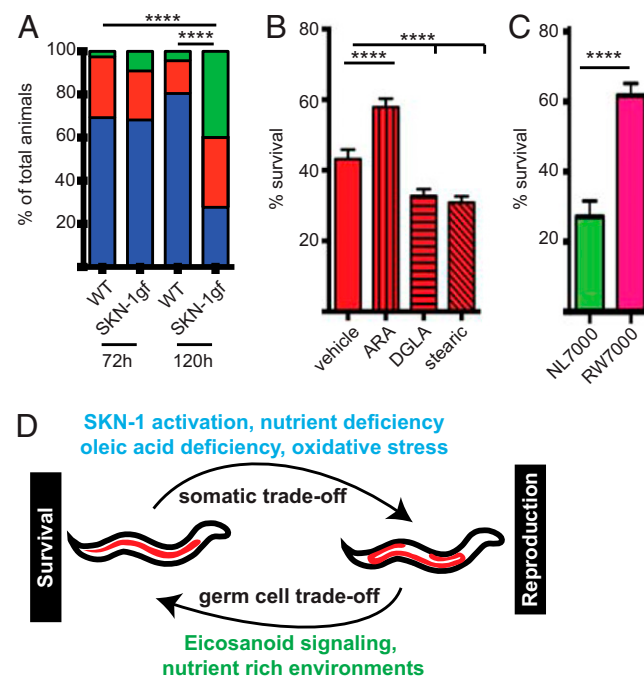 A
****
****
% of total animals
100
80
60
40
20
WT
SKN-1gf
WT
SKN-1gf
72h
120h
B
****
****
% survival
80
60
40
20
vehicle
ARA
DGLA
stearic
C
****
% survival
80
60
40
20
NL7000
RW7000
D
SKN-1 activation, nutrient deficiency
oleic acid deficiency, oxidative stress
somatic trade-off
Survival
Reproduction
germ cell trade-off
Eicosanoid signaling,
nutrient rich environments